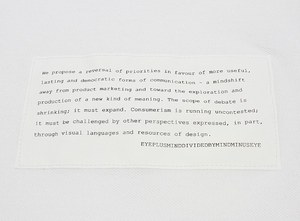 We propose a reversal of priorities in favour of more useful,
lasting and democratic forms of communication - a mindshift
away from product marketing and toward the exploration and
production of a new kind of meaning. The scope of debate is
shrinking; it must expand. Consumerism is running uncontested;
it must be challenged by other perspectives expressed, in part,
through visual languages and resources of design.
EYEPLUSMINDDIVIDEDBYMINDMINUSEYE